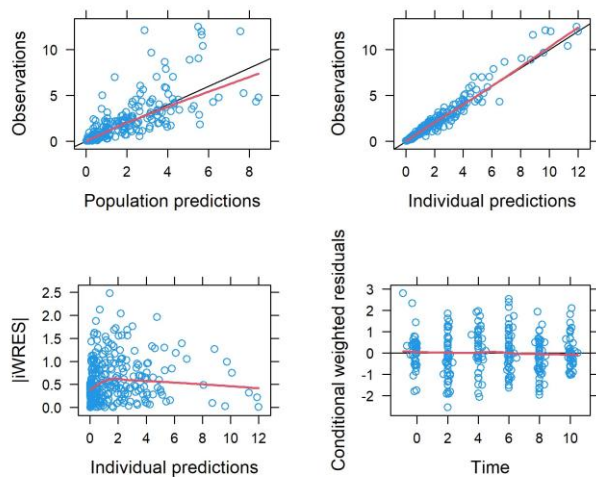 10
5
0
Observations
0 2 4 6 8
Population predictions
10
5
0
Observations
0 2 4 6 8 10 12
Individual predictions
2.5
2.0
1.5
1.0
0.5
0.0
|iWRES|
0 2 4 6 8 10 12
Individual predictions
3
2
1
0
-1
-2
Conditional weighted residuals
0 2 4 6 8 10
Time